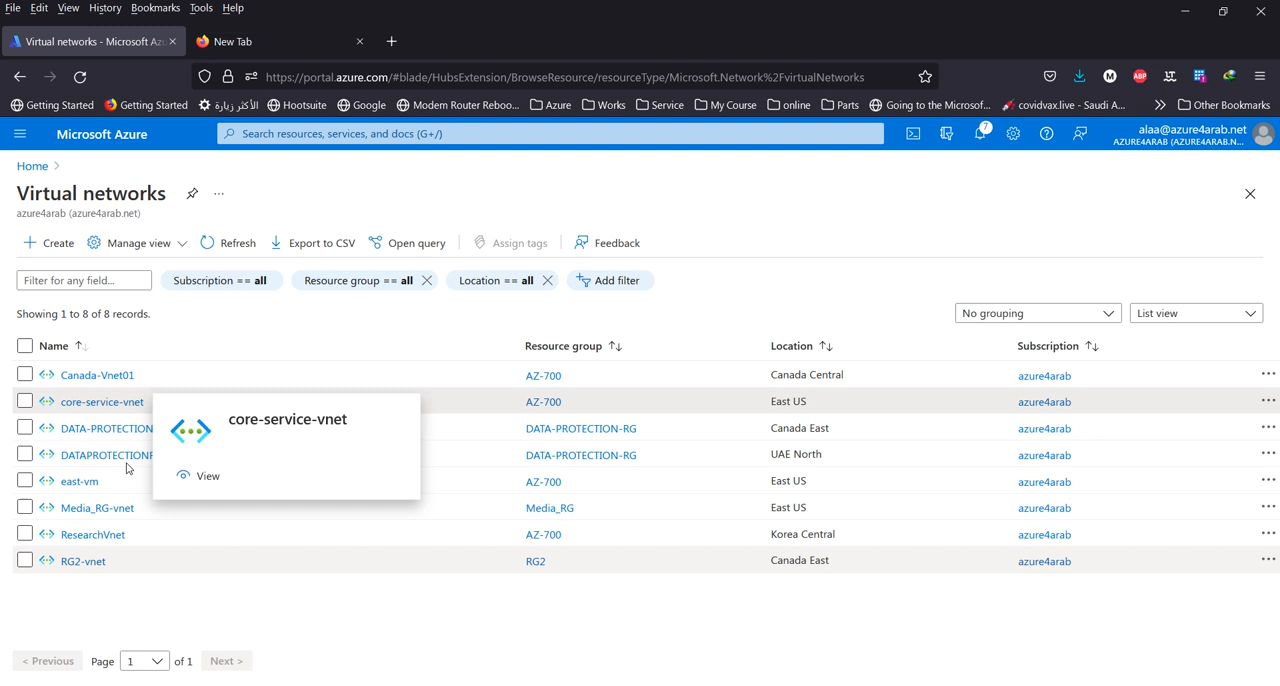 File Edit View History Bookmarks Tools Help
Virtual networks - Microsoft Azu
New Tab
https://portal.azure.com/#blade/HubsExtension/BrowseResource/resourceType/Microsoft.Network%2FvirtualNetworks
Getting Started Getting Started الأكثر زيارة Hootsuite Google Modem Router Reboo... Azure Works Service My Course online Parts Going to the Microsof... covidvax.live - Saudi A... Other Bookmarks
Microsoft Azure
Search resources, services, and docs (G+/)
7
alaa@azure4arab.net
AZURE4ARAB (AZURE4ARAB.N...
Home >
Virtual networks ...
azure4arab (azure4arab.net)
Create Manage view Refresh Export to CSV Open query Assign tags Feedback
Filter for any field... Subscription == all Resource group == all Location == all Add filter
Showing 1 to 8 of 8 records.
No grouping List view
Name Resource group Location Subscription
Canada-Vnet01 AZ-700 Canada Central azure4arab
core-service-vnet AZ-700 East US azure4arab
DATA-PROTECTION DATA-PROTECTION-RG Canada East azure4arab
DATAPROTECTION DATA-PROTECTION-RG UAE North azure4arab
east-vm AZ-700 East US azure4arab
Media_RG-vnet Media_RG East US azure4arab
ResearchVnet AZ-700 Korea Central azure4arab
RG2-vnet RG2 Canada East azure4arab
core-service-vnet
View
< Previous Page 1 of 1 Next >